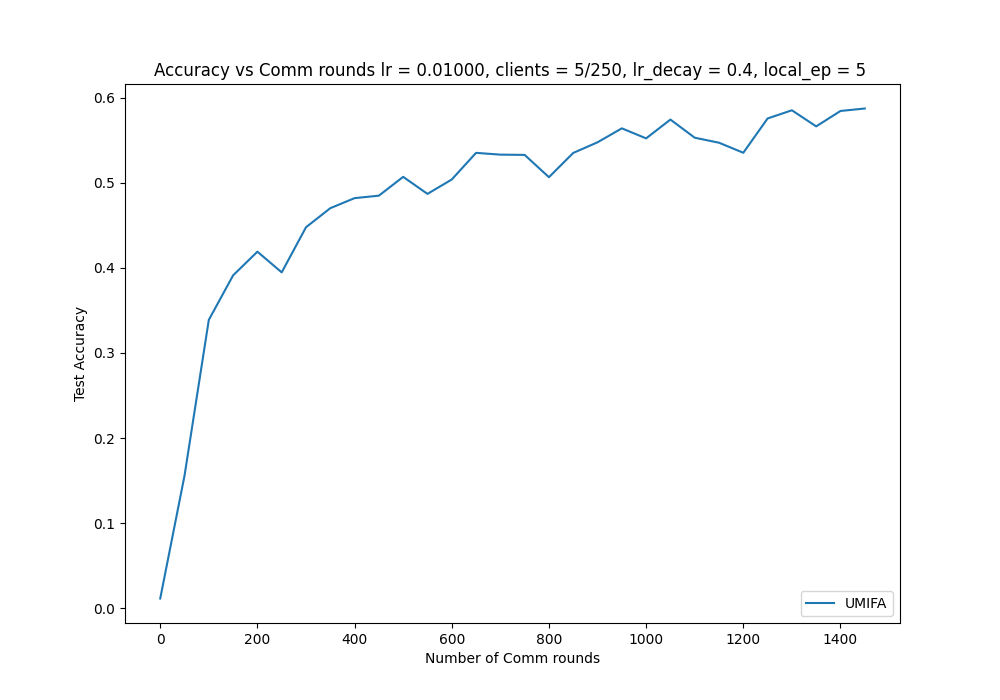 Accuracy vs Comm rounds lr = 0.01000, clients = 5/250, lr_decay = 0.4, local_ep = 5
0.6
0.5
0.4
0.3
0.2
0.1
0.0
Test Accuracy
UMIFA
0 200 400 600 800 1000 1200 1400
Number of Comm rounds